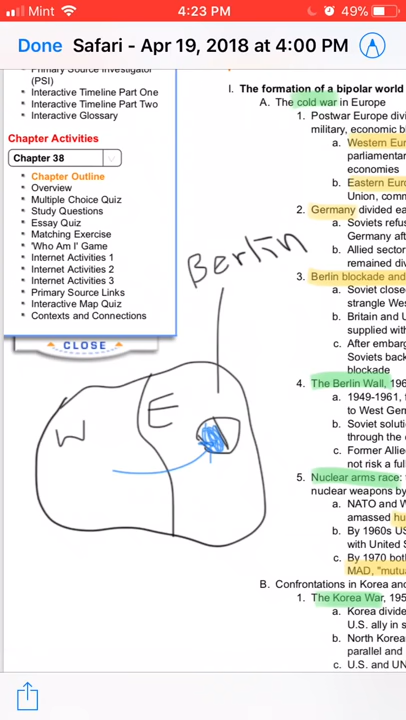 Mint
4:23 PM
49%
Done
Safari - Apr 19, 2018 at 4:00 PM
Primary Source Investigator
(PSI)
Interactive Timeline Part One
Interactive Timeline Part Two
Interactive Glossary
Chapter Activities
Chapter 38
Chapter Outline
Overview
Multiple Choice Quiz
Study Questions
Essay Quiz
Matching Exercise
'Who Am I' Game
Internet Activities 1
Internet Activities 2
Internet Activities 3
Primary Source Links
Interactive Map Quiz
Contexts and Connections
CLOSE
Berlin
W
E
I. The formation of a bipolar world
A. The cold war in Europe
1. Postwar Europe divi
military, economic b
a. Western Eur
parliamentar
economies
b. Eastern Euro
Union, comm
2. Germany divided ea
a. Soviets refus
Germany aft
b. Allied sector
remained div
3. Berlin blockade and
a. Soviet close
strangle Wes
b. Britain and U
supplied with
c. After embarg
Soviets back
blockade
4. The Berlin Wall, 196
a. 1949-1961, f
to West Gern
b. Soviet soluti
through the c
c. Former Allie
not risk a full
5. Nuclear arms race:
nuclear weapons by
a. NATO and W
amassed hu
b. By 1960s US
with United S
c. By 1970 both
MAD, "mutua
B. Confrontations in Korea and
1. The Korea War, 195
a. Korea divide
U.S. ally in s
b. North Korea
parallel and
c. U.S. and UN